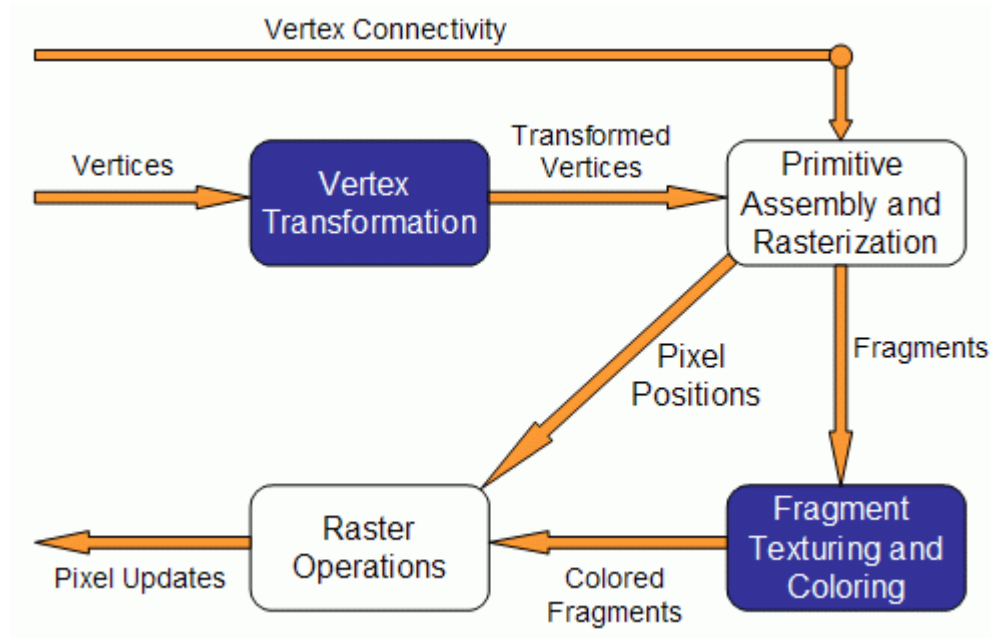 Vertex Connectivity
Vertices
Vertex
Transformation
Transformed
Vertices
Primitive
Assembly and
Rasterization
Pixel
Positions
Fragments
Fragment
Texturing and
Coloring
Colored
Fragments
Raster
Operations
Pixel Updates